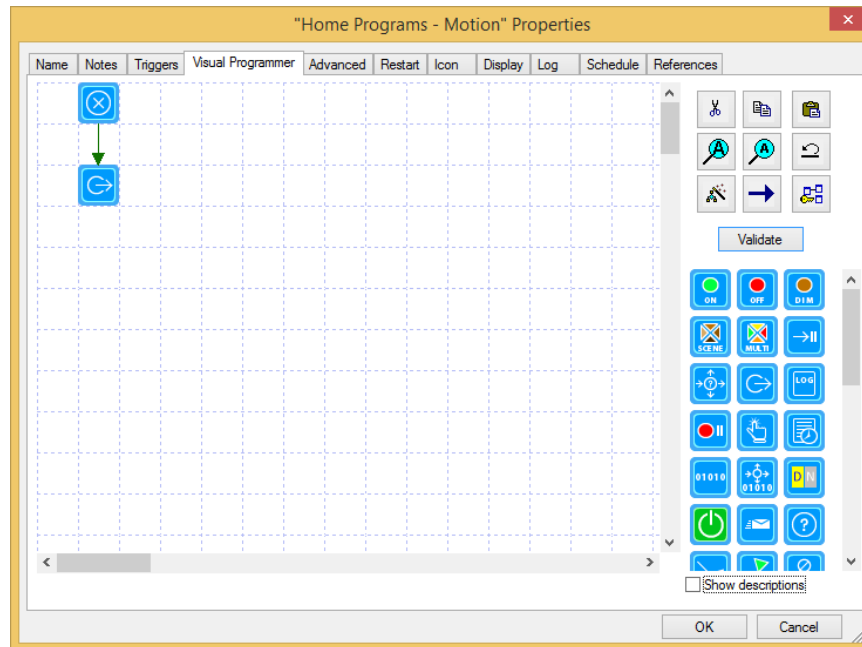 "Home Programs - Motion" Properties
Name Notes Triggers Visual Programmer Advanced Restart Icon Display Log Schedule References
A A
Validate
ON OFF DIM
SCENE MULTI
? LOG
01010 01010 D N
?
Show descriptions
OK Cancel